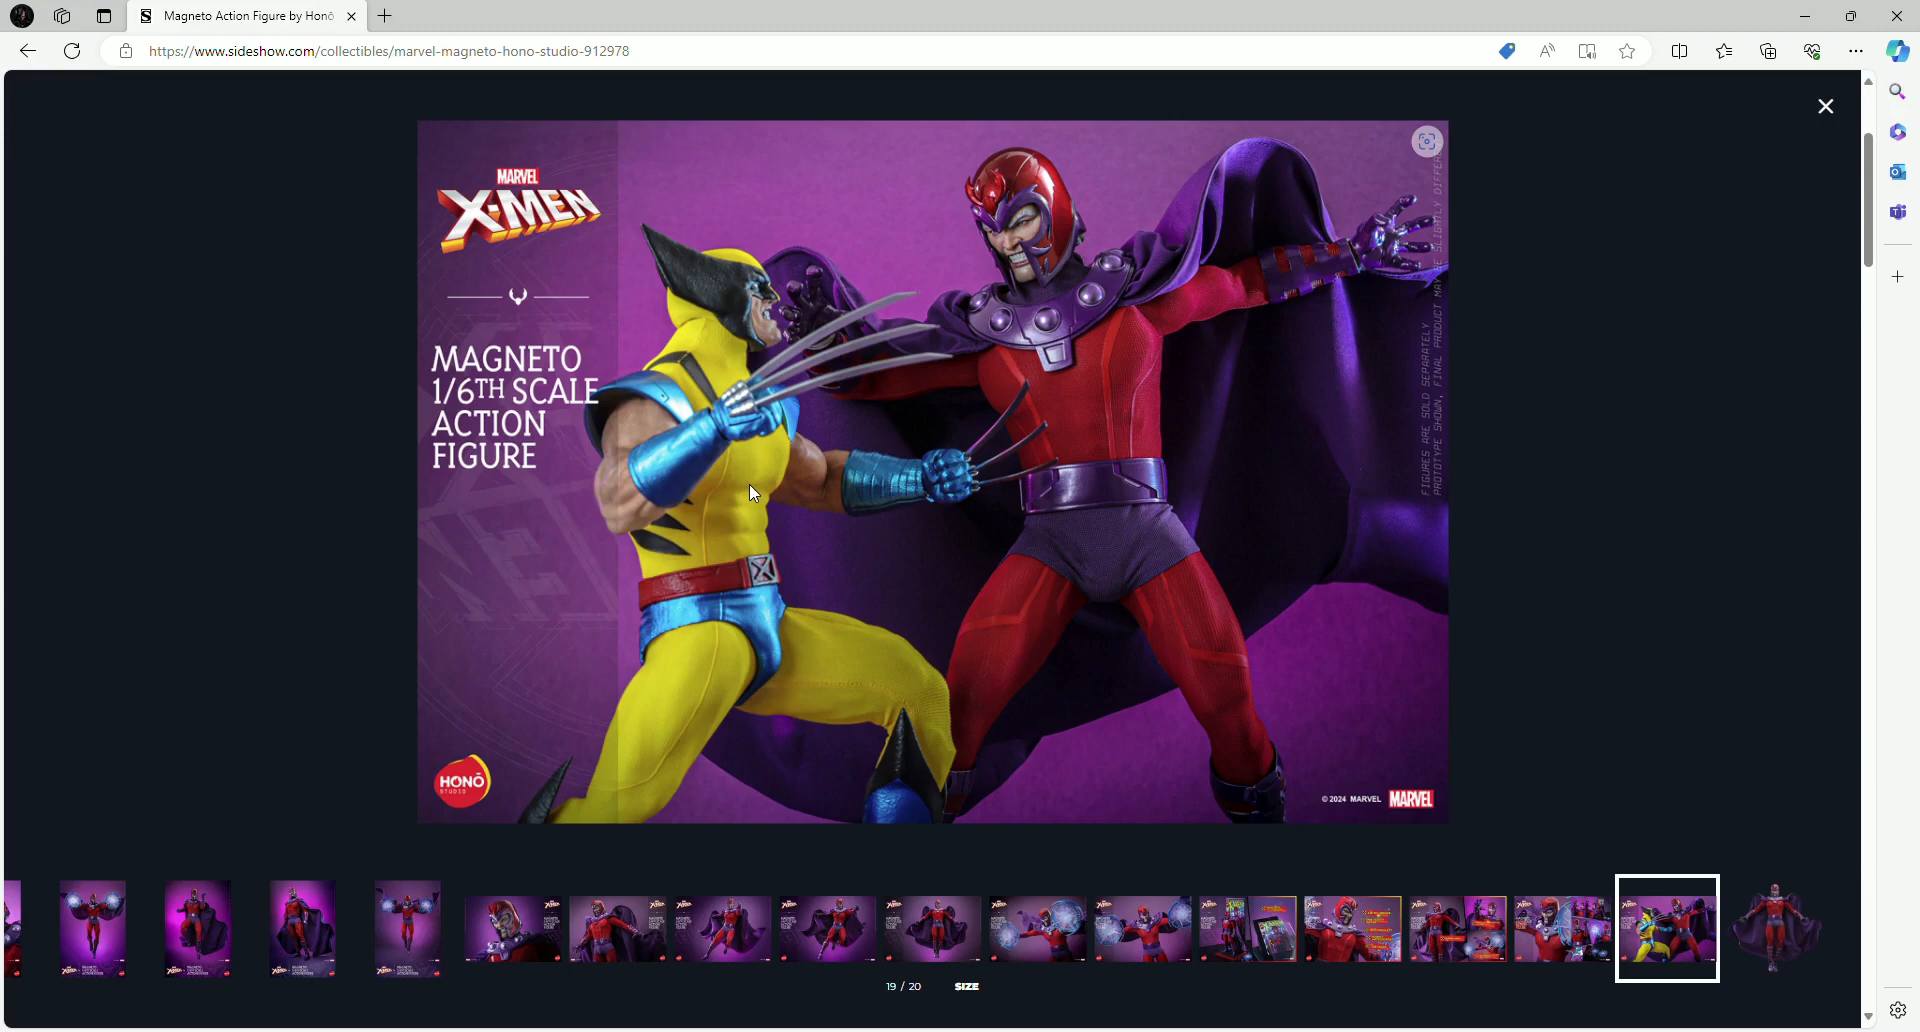 Magneto Action Figure by Honō
https://www.sideshow.com/collectibles/marvel-magneto-hono-studio-912978
MARVEL
X-MEN
MAGNETO
1/6TH SCALE
ACTION
FIGURE
FIGURES ARE SOLD SEPARATELY
PROTOTYPE SHOWN, FINAL PRODUCT MAY BE SLIGHTLY DIFFER
HONŌ
STUDIO
© 2024 MARVEL MARVEL
19 / 20 SIZE